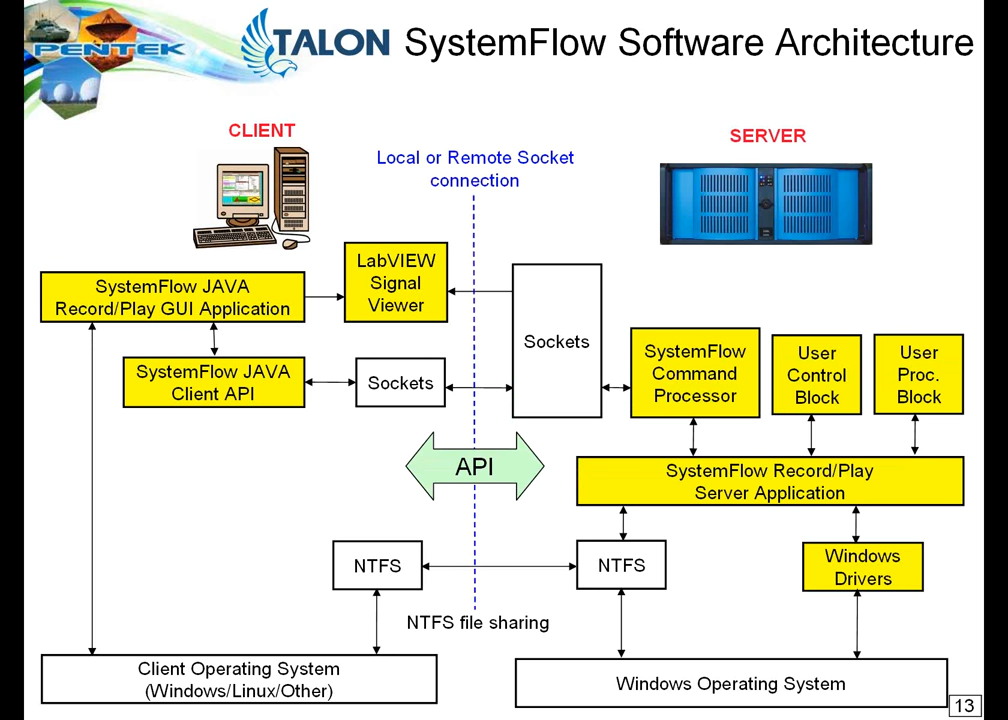 PENTEK
TALON
SystemFlow Software Architecture
CLIENT
Local or Remote Socket
connection
SERVER
LabVIEW
Signal
Viewer
SystemFlow JAVA
Record/Play GUI Application
Sockets
SystemFlow JAVA
Client API
Sockets
SystemFlow
Command
Processor
User
Control
Block
User
Proc.
Block
API
SystemFlow Record/Play
Server Application
NTFS
NTFS
Windows
Drivers
NTFS file sharing
Client Operating System
(Windows/Linux/Other)
Windows Operating System
13